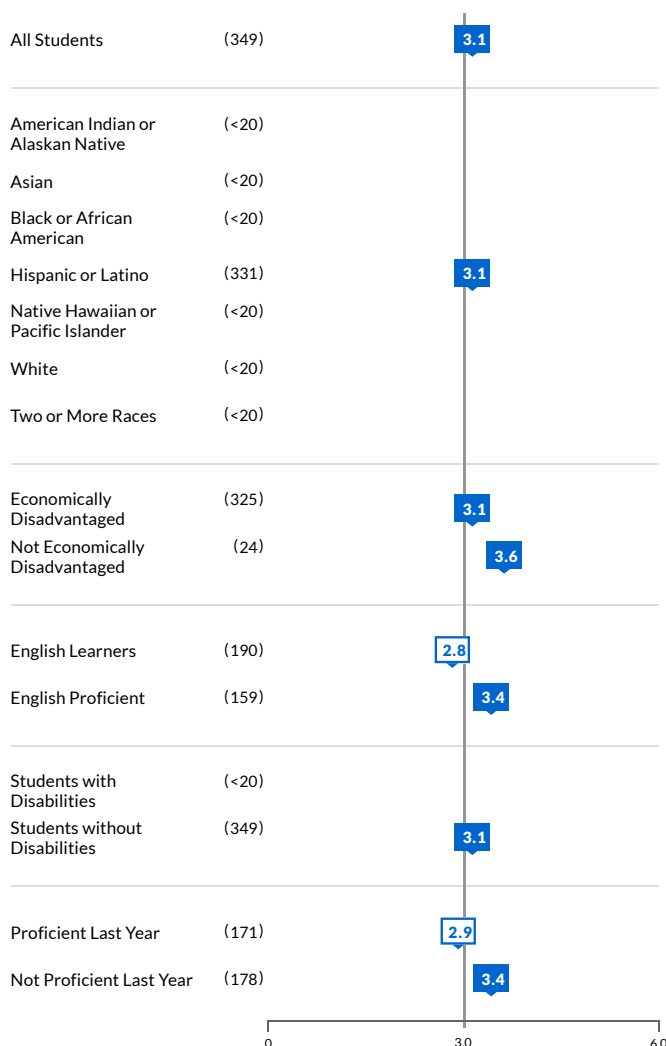 All Students (349) 3.1
American Indian or (<20)
Alaskan Native
Asian (<20)
Black or African (<20)
American
Hispanic or Latino (331) 3.1
Native Hawaiian or (<20)
Pacific Islander
White (<20)
Two or More Races (<20)
Economically (325) 3.1
Disadvantaged
Not Economically (24) 3.6
Disadvantaged
English Learners (190) 2.8
English Proficient (159) 3.4
Students with (<20)
Disabilities
Students without (349) 3.1
Disabilities
Proficient Last Year (171) 2.9
Not Proficient Last Year (178) 3.4
0 3.0 6.0